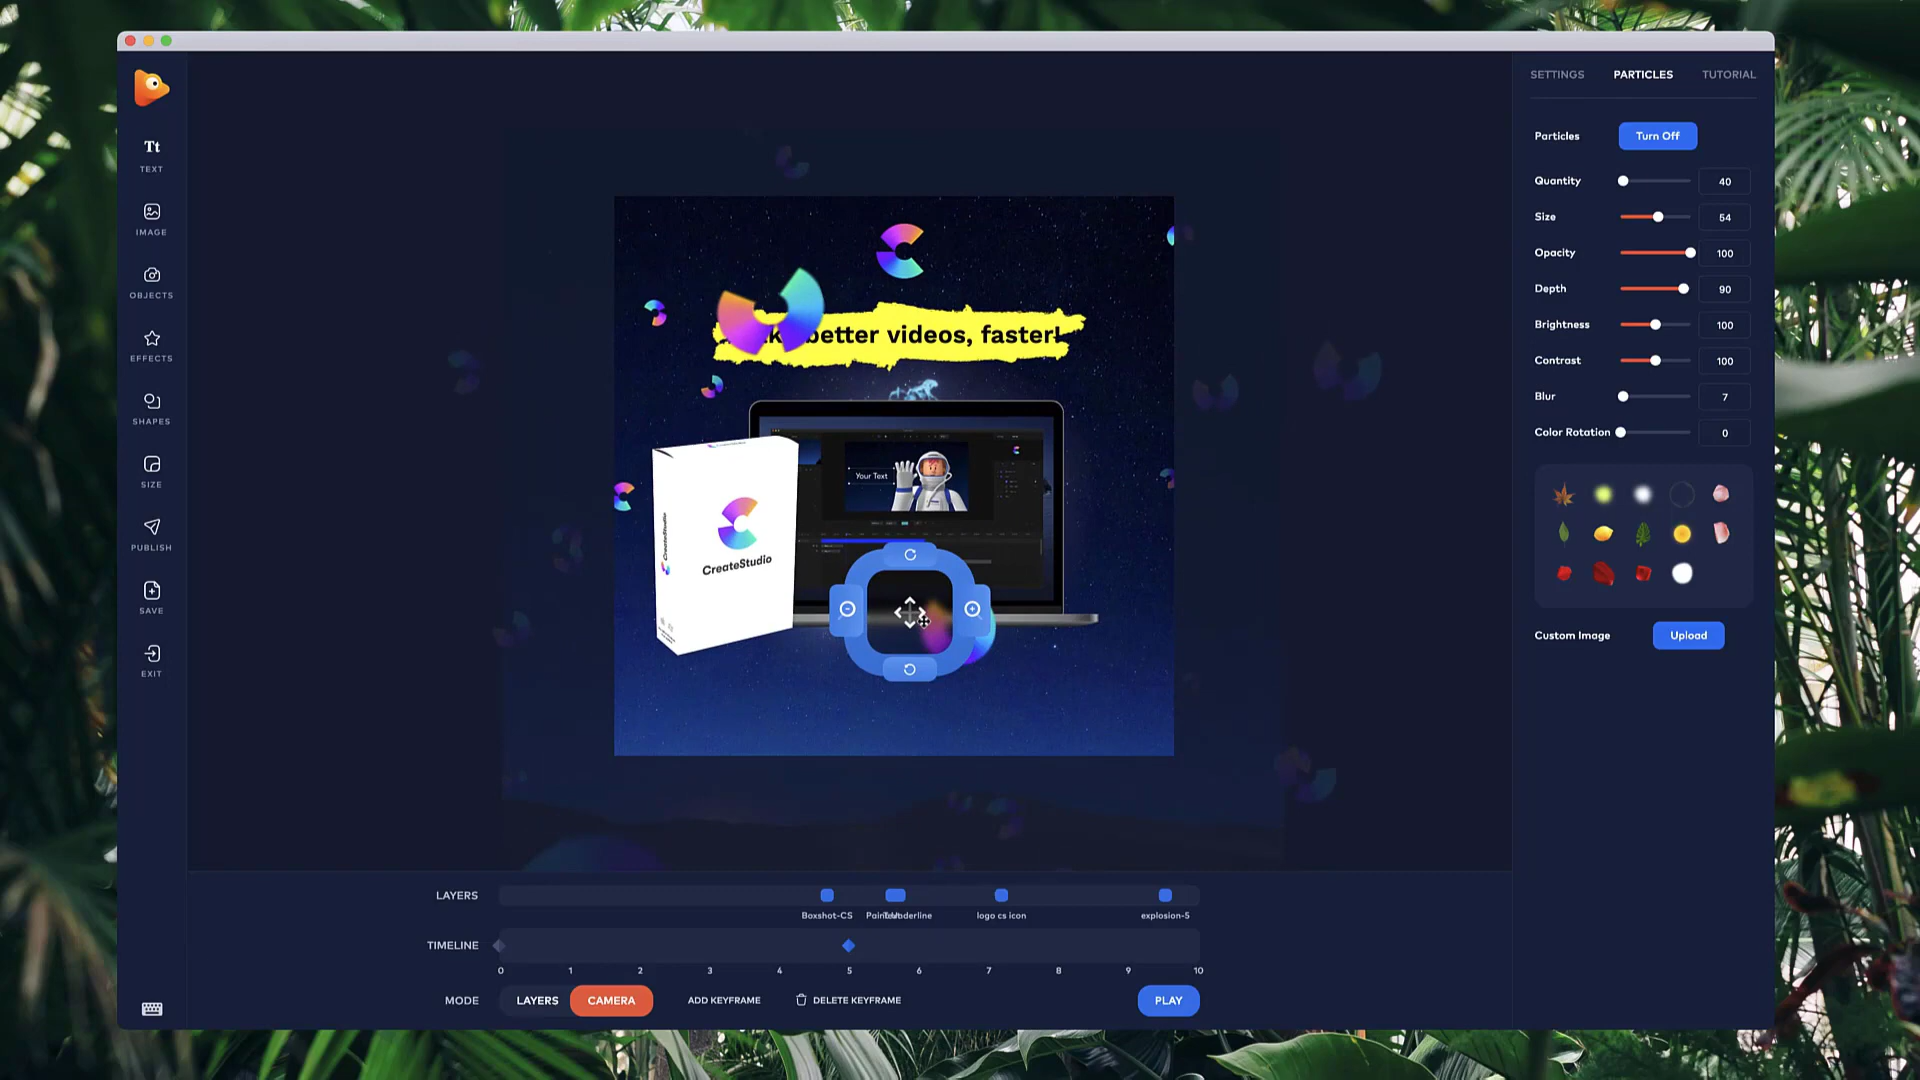 SETTINGS PARTICLES TUTORIAL
Tt
TEXT
IMAGE
OBJECTS
EFFECTS
SHAPES
SIZE
PUBLISH
SAVE
EXIT
better videos, faster!
Your Text
CreateStudio
CreateStudio
Particles Turn Off
Quantity 40
Size 54
Opacity 100
Depth 90
Brightness 100
Contrast 100
Blur 7
Color Rotation 0
Custom Image Upload
LAYERS
Boxshot-CS
logo cs icon
explosion-5
TIMELINE
0 1 2 3 4 5 6 7 8 9 10
MODE LAYERS CAMERA ADD KEYFRAME DELETE KEYFRAME PLAY